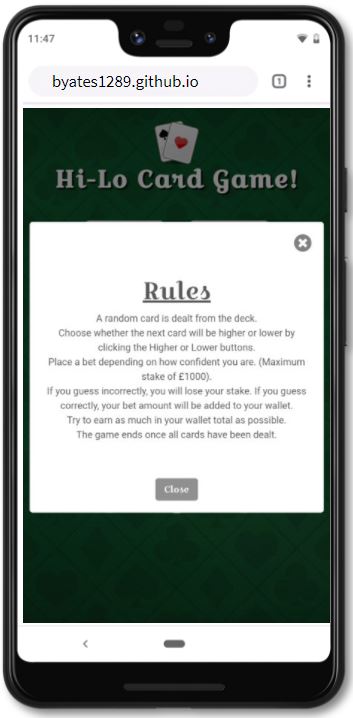 11:47
byates1289.github.io
1
Hi-Lo Card Game!
Rules
A random card is dealt from the deck.
Choose whether the next card will be higher or lower by
clicking the Higher or Lower buttons.
Place a bet depending on how confident you are. (Maximum
stake of £1000).
If you guess incorrectly, you will lose your stake. If you guess
correctly, your bet amount will be added to your wallet.
Try to earn as much in your wallet total as possible.
The game ends once all cards have been dealt.
Close